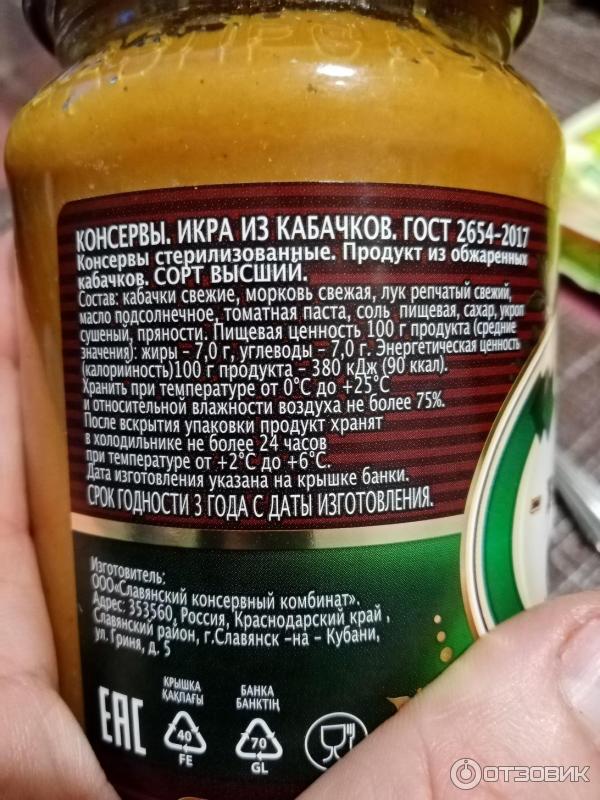 КОНСЕРВЫ. ИКРА ИЗ КАБАЧКОВ. ГОСТ 2654-2017
Консервы стерилизованные. Продукт из обжаренных
кабачков. СОРТ ВЫСШИЙ.
Состав: кабачки свежие, морковь свежая, лук репчатый свежий,
масло подсолнечное, томатная паста, соль пищевая, сахар, укроп
сушеный, пряности. Пищевая ценность 100 г продукта (средние
значения): жиры – 7,0 г, углеводы – 7,0 г. Энергетическая ценность
(калорийность)100 г продукта – 380 кДж (90 ккал).
Хранить при температуре от 0°С до +25°С
и относительной влажности воздуха не более 75%.
После вскрытия упаковки продукт хранят
в холодильнике не более 24 часов
при температуре от +2°С до +6°С.
Дата изготовления указана на крышке банки.
СРОК ГОДНОСТИ 3 ГОДА С ДАТЫ ИЗГОТОВЛЕНИЯ.
Изготовитель:
ООО«Славянский консервный комбинат».
Адрес: 353560, Россия, Краснодарский край ,
Славянский район, г.Славянск –на – Кубани,
ул. Гриня, д. 5
EAC
КРЫШКА
ҚАҚПАҒЫ
40
FE
БАНКА
БАНКТІҢ
70
GL
ОТЗОВИК